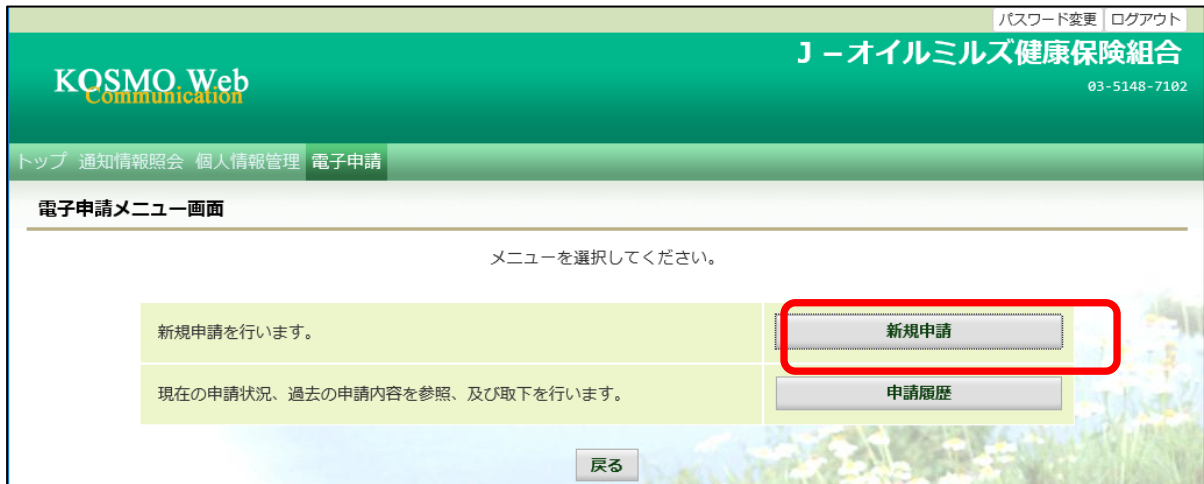 パスワード変更 ログアウト
J－オイルミルズ健康保険組合
KOSMO Web
Communication
03-5148-7102
トップ 通知情報照会 個人情報管理 電子申請
電子申請メニュー画面
メニューを選択してください。
新規申請を行います。 新規申請
現在の申請状況、過去の申請内容を参照、及び取下を行います。 申請履歴
戻る